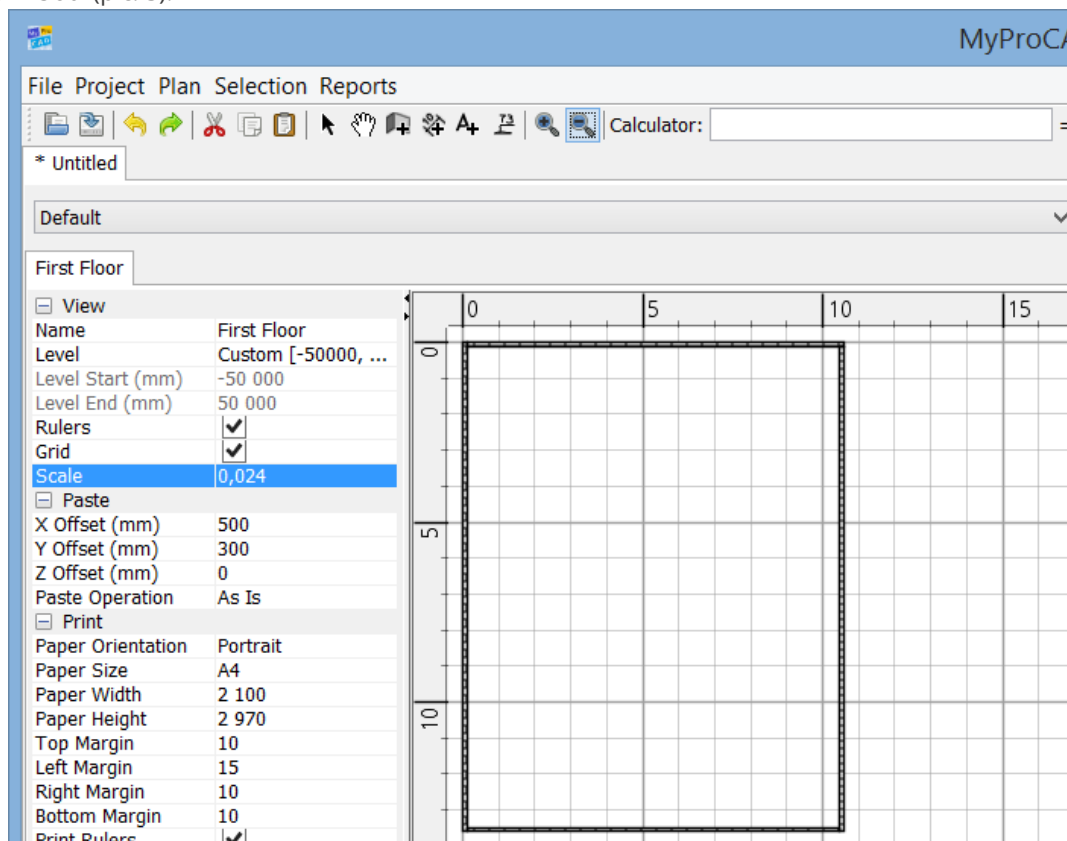 MyProCA
File Project Plan Selection Reports
Calculator: =
* Untitled
Default
First Floor
View
Name First Floor
Level Custom [-50000, ...
Level Start (mm) -50 000
Level End (mm) 50 000
Rulers
Grid
Scale 0,024
Paste
X Offset (mm) 500
Y Offset (mm) 300
Z Offset (mm) 0
Paste Operation As Is
Print
Paper Orientation Portrait
Paper Size A4
Paper Width 2 100
Paper Height 2 970
Top Margin 10
Left Margin 15
Right Margin 10
Bottom Margin 10
Print Rulers
0 5 10 15
0
5
10